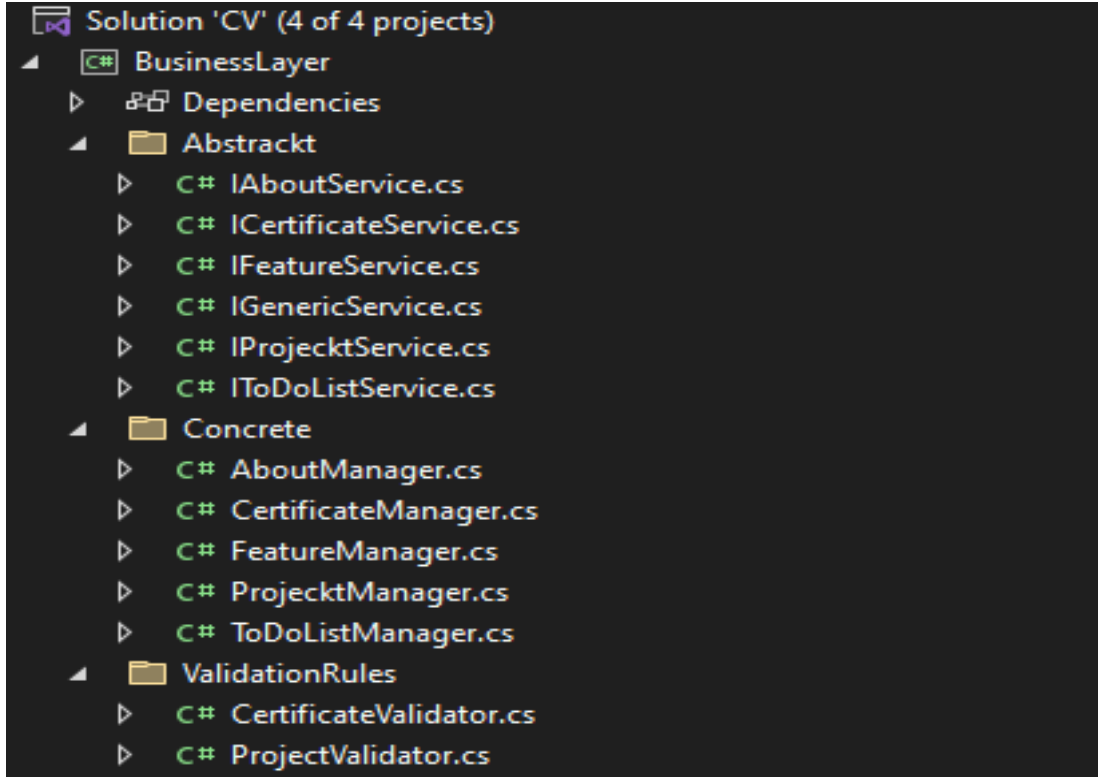 Solution 'CV' (4 of 4 projects)
C# BusinessLayer
Dependencies
Abstrackt
C# IAboutService.cs
C# ICertificateService.cs
C# IFeatureService.cs
C# IGenericService.cs
C# IProjecktService.cs
C# IToDoListService.cs
Concrete
C# AboutManager.cs
C# CertificateManager.cs
C# FeatureManager.cs
C# ProjecktManager.cs
C# ToDoListManager.cs
ValidationRules
C# CertificateValidator.cs
C# ProjectValidator.cs